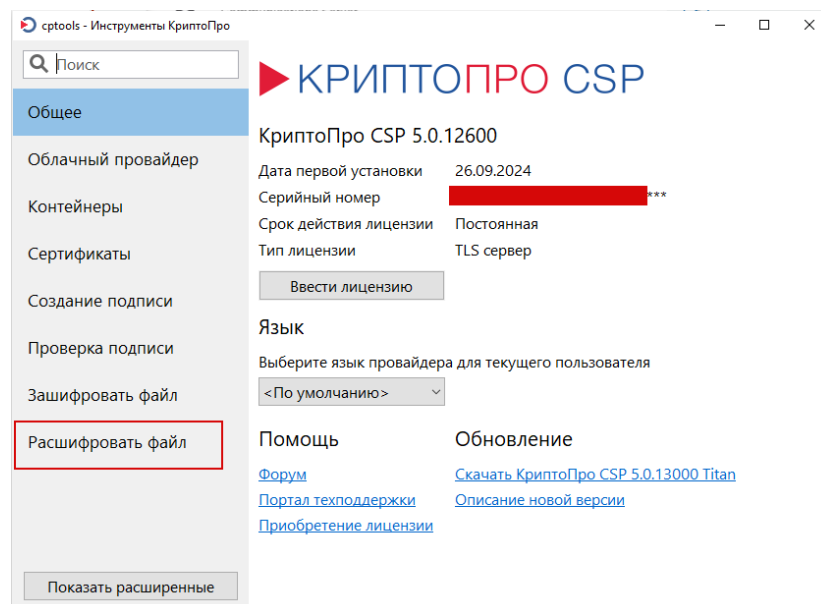 cptools - Инструменты КриптоПро
Поиск
Общее
Облачный провайдер
Контейнеры
Сертификаты
Создание подписи
Проверка подписи
Зашифровать файл
Расшифровать файл
Показать расширенные
КРИПТОПРО CSP
КриптоПро CSP 5.0.12600
Дата первой установки 26.09.2024
Серийный номер ***
Срок действия лицензии Постоянная
Тип лицензии TLS сервер
Ввести лицензию
Язык
Выберите язык провайдера для текущего пользователя
<По умолчанию>
Помощь
Форум
Портал техподдержки
Приобретение лицензии
Обновление
Скачать КриптоПро CSP 5.0.13000 Titan
Описание новой версии